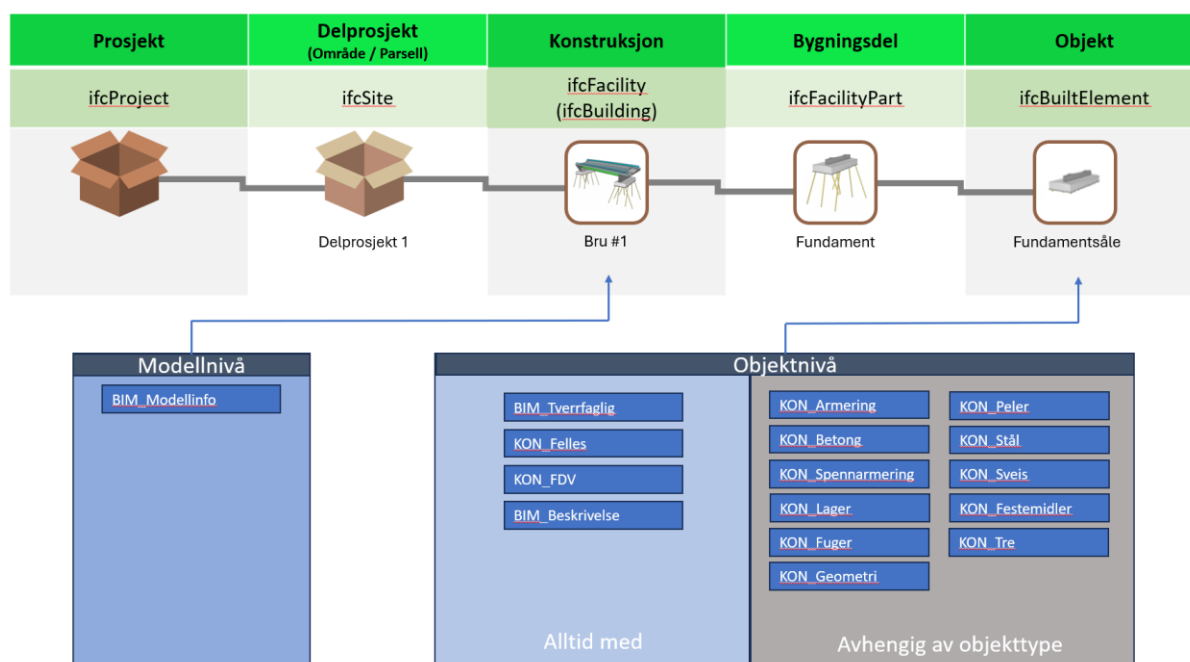 Prosjekt
Delprosjekt
(Område / Parsell)
Konstruksjon
Bygningsdel
Objekt
ifcProject
ifcSite
ifcFacility
(ifcBuilding)
ifcFacilityPart
ifcBuiltElement
Delprosjekt 1
Bru #1
Fundament
Fundamentsåle
Modellnivå
BIM_Modellinfo
Objektnivå
BIM_Tverrfaglig
KON_Felles
KON_FDV
BIM_Beskrivelse
Alltid med
KON_Armering
KON_Betong
KON_Spennarmering
KON_Lager
KON_Fuger
KON_Geometri
KON_Peler
KON_Stål
KON_Sveis
KON_Festemidler
KON_Tre
Avhengig av objekttype